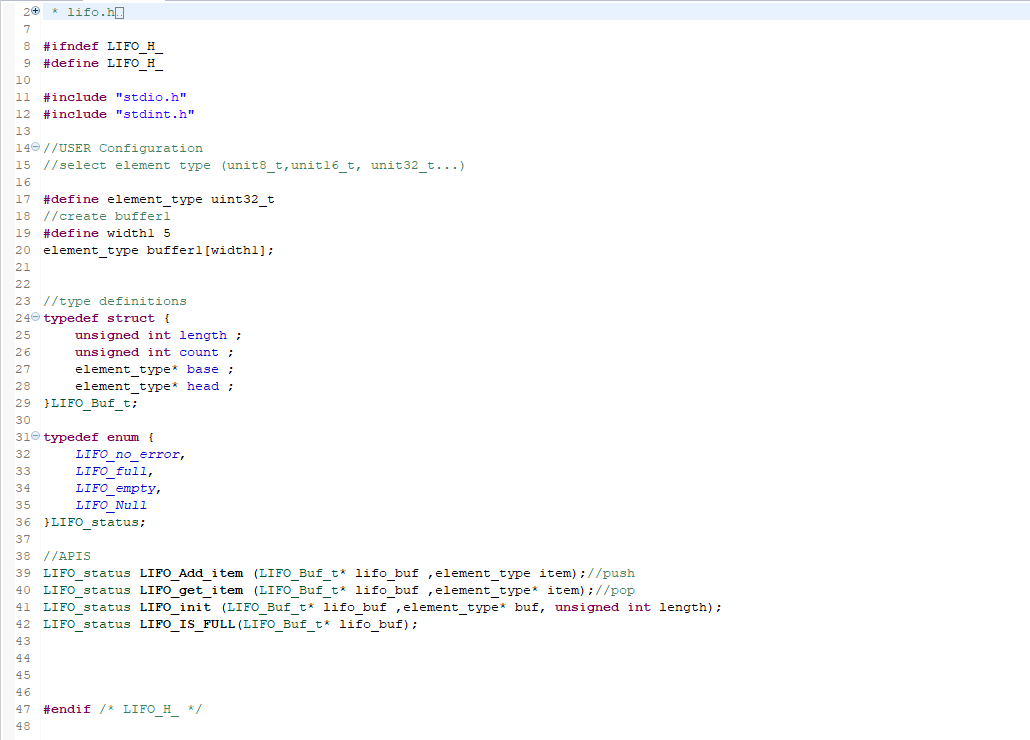 2 * lifo.h
7
8 #ifndef LIFO_H_
9 #define LIFO_H_
10
11 #include "stdio.h"
12 #include "stdint.h"
13
14 //USER Configuration
15 //select element type (unit8_t,unit16_t, unit32_t...)
16
17 #define element_type uint32_t
18 //create buffer1
19 #define width1 5
20 element_type buffer1[width1];
21
22
23 //type definitions
24 typedef struct {
25     unsigned int length ;
26     unsigned int count ;
27     element_type* base ;
28     element_type* head ;
29 }LIFO_Buf_t;
30
31 typedef enum {
32     LIFO_no_error,
33     LIFO_full,
34     LIFO_empty,
35     LIFO_Null
36 }LIFO_status;
37
38 //APIS
39 LIFO_status LIFO_Add_item (LIFO_Buf_t* lifo_buf ,element_type item);//push
40 LIFO_status LIFO_get_item (LIFO_Buf_t* lifo_buf ,element_type* item);//pop
41 LIFO_status LIFO_init (LIFO_Buf_t* lifo_buf ,element_type* buf, unsigned int length);
42 LIFO_status LIFO_IS_FULL(LIFO_Buf_t* lifo_buf);
43
44
45
46
47 #endif /* LIFO_H_ */
48